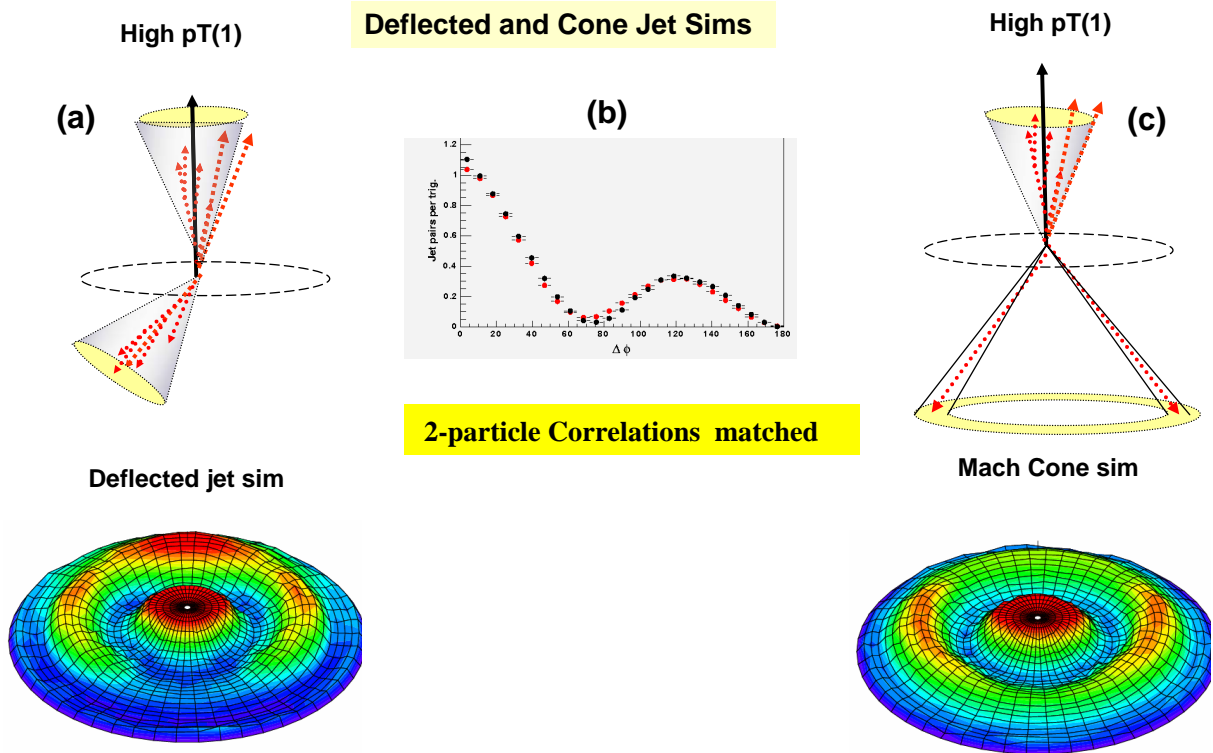 Deflected and Cone Jet Sims
High pT(1)
High pT(1)
(a)
(b)
(c)
Jet pairs per trig.
1.2
1
0.8
0.6
0.4
0.2
0
0 20 40 60 80 100 120 140 160 180
Δ ϕ
2-particle Correlations matched
Deflected jet sim
Mach Cone sim